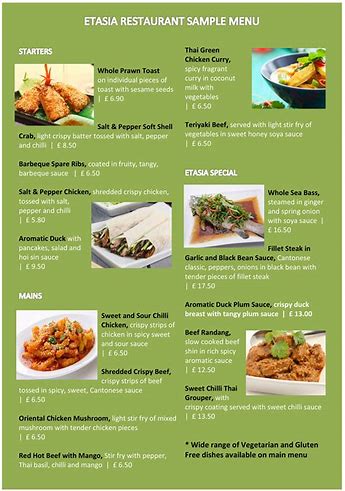 ETASIA RESTAURANT SAMPLE MENU
STARTERS
Whole Prawn Toast
on individual pieces of
toast with sesame seeds
| £ 6.90
Salt & Pepper Soft Shell
Crab, light crispy batter tossed with salt, pepper
and chilli | £ 8.50
Barbeque Spare Ribs, coated in fruity, tangy,
barbeque sauce | £ 6.50
Salt & Pepper Chicken, shredded crispy chicken,
tossed with salt,
pepper and chilli
| £ 5.80
Aromatic Duck with
pancakes, salad and
hoi sin sauce
| £ 9.50
MAINS
Sweet and Sour Chilli
Chicken, crispy strips of
chicken in spicy sweet
and sour sauce
| £ 6.50
Shredded Crispy Beef,
crispy strips of beef
tossed in spicy, sweet, Cantonese sauce
| £ 6.50
Oriental Chicken Mushroom, light stir fry of mixed
mushroom with tender chicken pieces
| £ 6.50
Red Hot Beef with Mango, Stir fry with pepper,
Thai basil, chilli and mango | £ 6.50
Thai Green
Chicken Curry,
spicy fragrant
curry in coconut
milk with
vegetables
| £ 6.50
Teriyaki Beef, served with light stir fry of
vegetables in sweet honey soya sauce
| £ 6.50
ETASIA SPECIAL
Whole Sea Bass,
steamed in ginger
and spring onion
with soya sauce |
£ 16.50
Fillet Steak in
Garlic and Black Bean Sauce, Cantonese
classic, peppers, onions in black bean with
tender pieces of fillet steak
| £ 17.50
Aromatic Duck Plum Sauce, crispy duck
breast with tangy plum sauce | £ 13.00
Beef Randang,
slow cooked beef
shin in rich spicy
aromatic sauce
| £ 12.50
Sweet Chilli Thai
Grouper, with
crispy coating served with sweet chilli sauce
| £ 13.50
* Wide range of Vegetarian and Gluten
Free dishes available on main menu